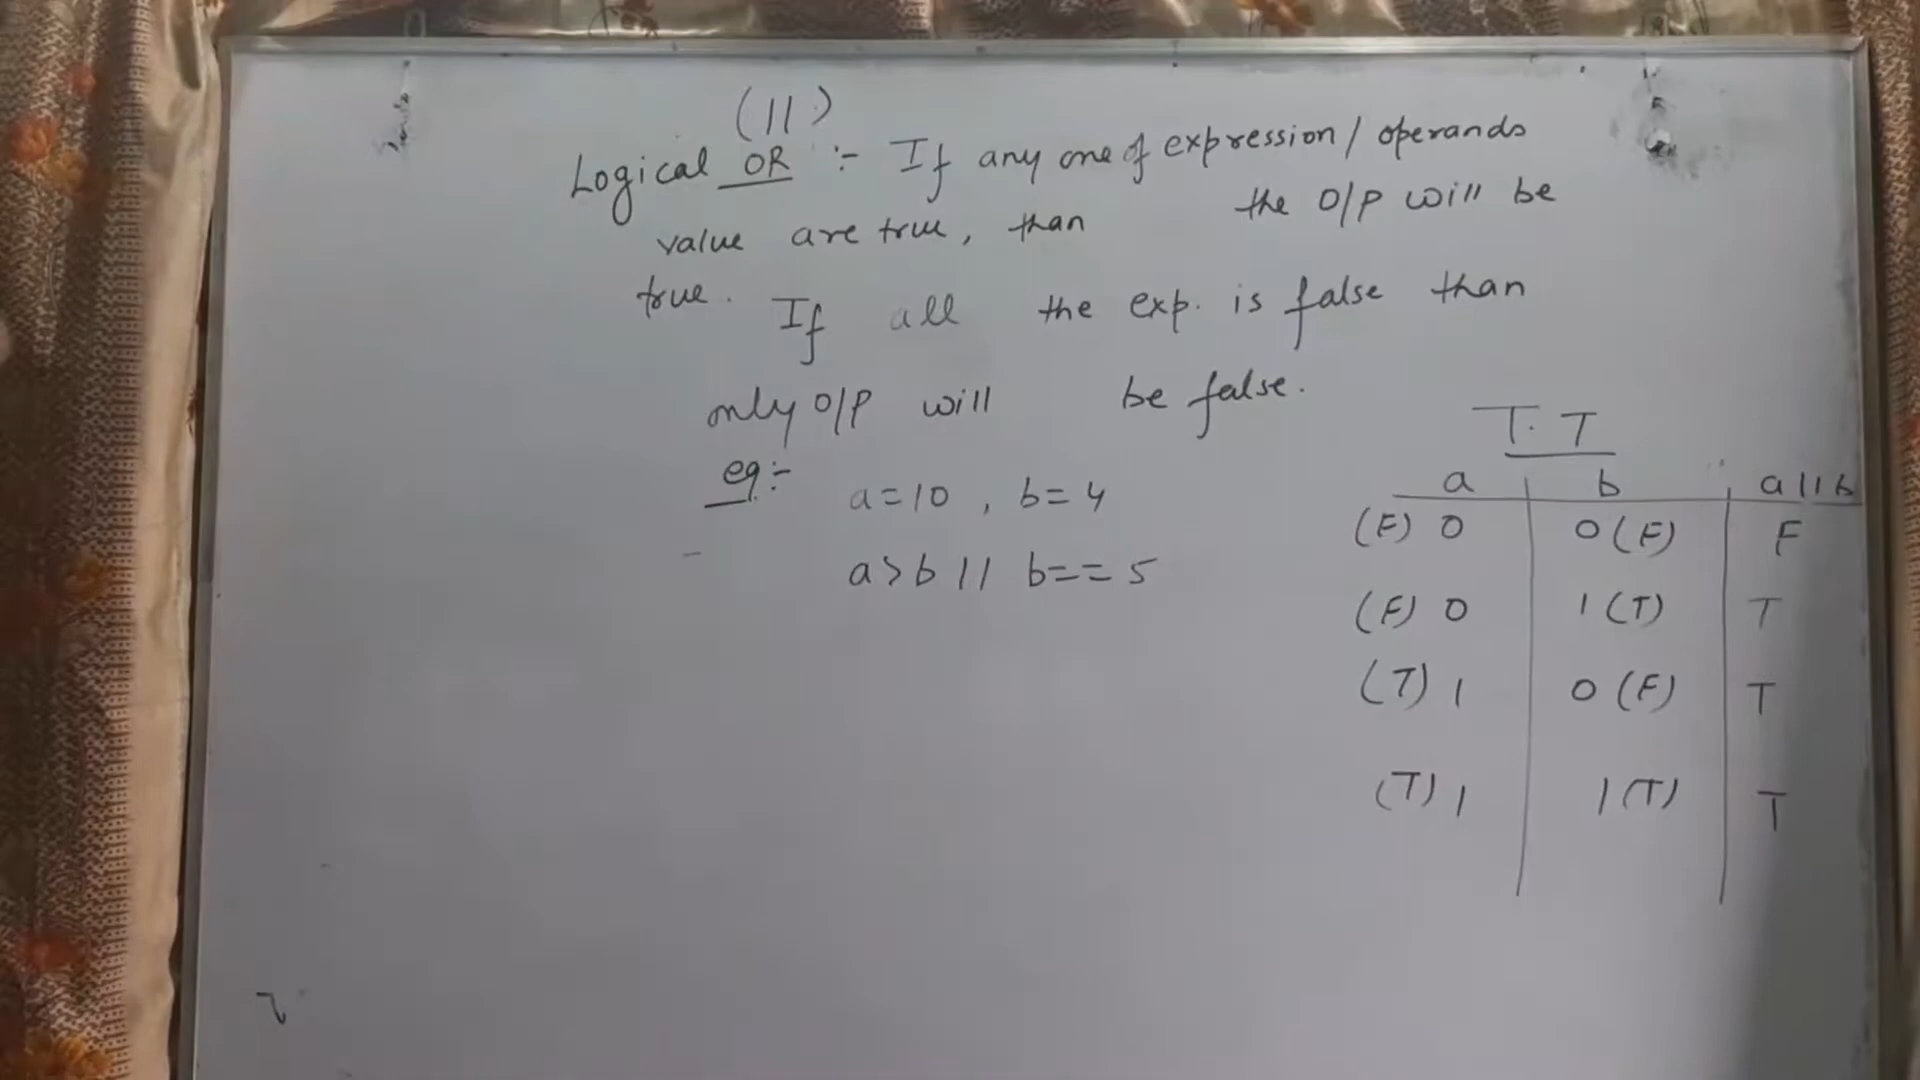 (||)
Logical OR :- If any one of expression/operands
value are true, than the O/P will be
true. If all the exp. is false than
only O/P will be false.
eg:- a=10, b=4
a>b || b==5
T.T
a b a||b
(F) 0 0 (F) F
(F) 0 1 (T) T
(T) 1 0 (F) T
(T) 1 1 (T) T